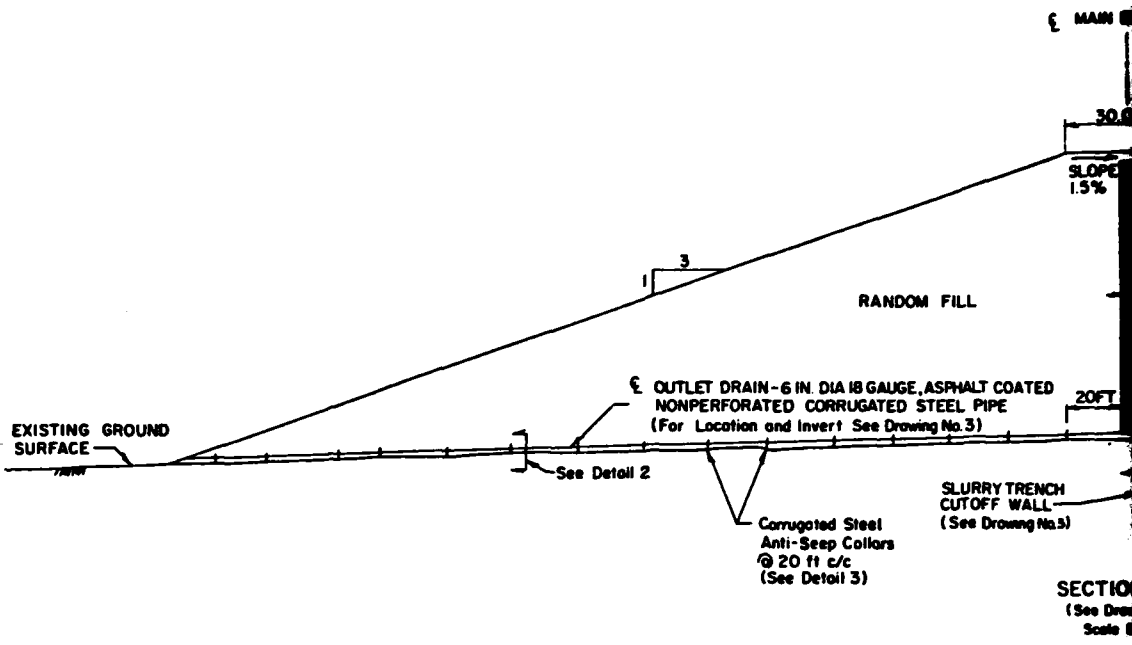 ℄ MAIN
30.0
SLOPE
1.5%
3
1
RANDOM FILL
℄ OUTLET DRAIN-6 IN. DIA 18 GAUGE, ASPHALT COATED
NONPERFORATED CORRUGATED STEEL PIPE
(For Location and Invert See Drawing No.3)
20FT
EXISTING GROUND
SURFACE
See Detail 2
SLURRY TRENCH
CUTOFF WALL
(See Drawing No.3)
Corrugated Steel
Anti-Seep Collars
@ 20 ft c/c
(See Detail 3)
SECTION
(See
Scale